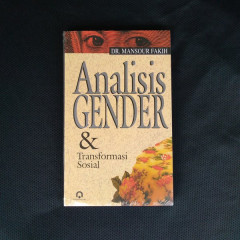 DR. MANSOUR FAKIH
Analisis
GENDER
&
Transformasi
Sosial